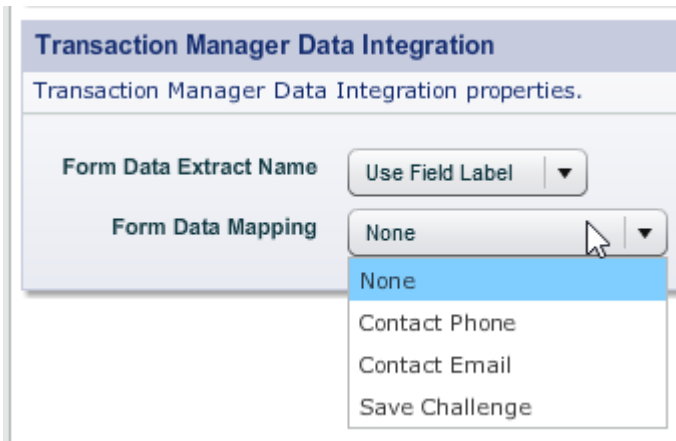 Transaction Manager Data Integration
Transaction Manager Data Integration properties.
Form Data Extract Name Use Field Label
Form Data Mapping None
None
Contact Phone
Contact Email
Save Challenge